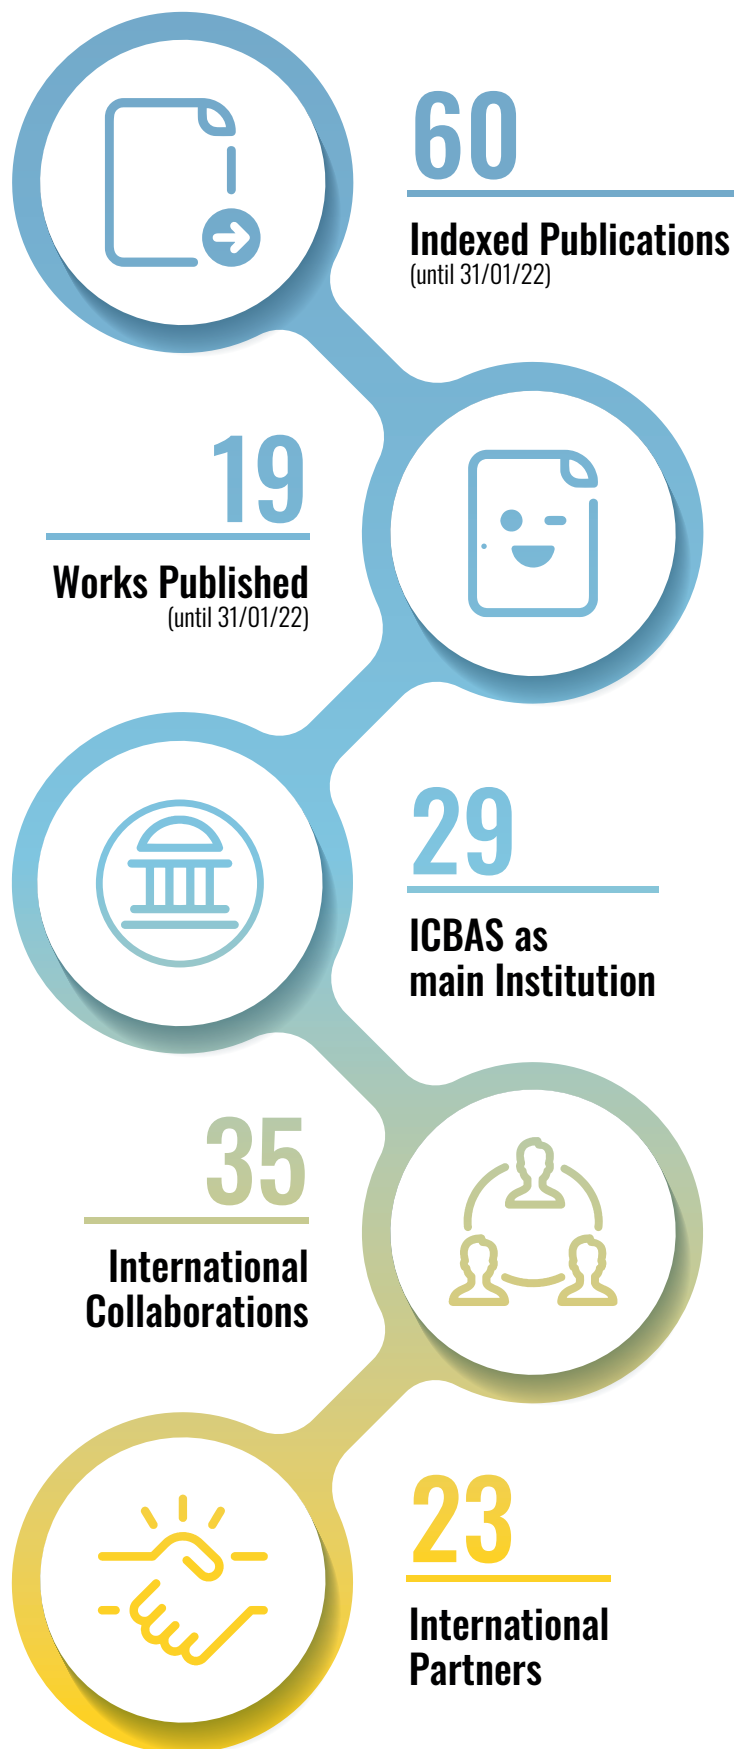 60
Indexed Publications
(until 31/01/22)
19
Works Published
(until 31/01/22)
29
ICBAS as
main Institution
35
International
Collaborations
23
International
Partners